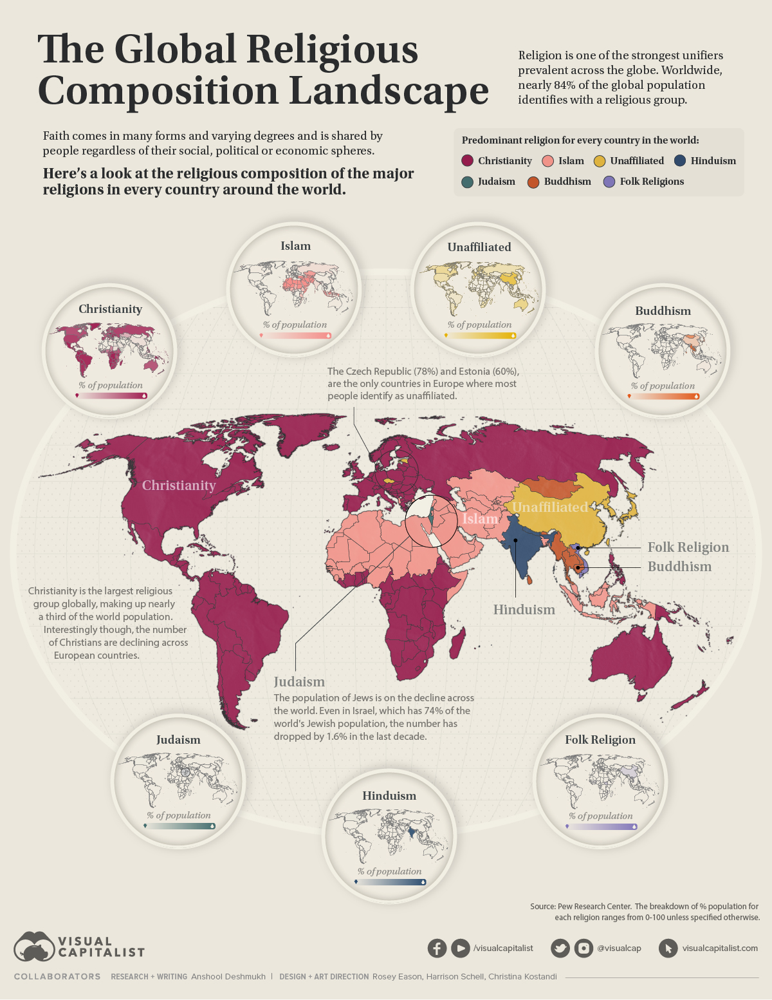 The Global Religious
Composition Landscape
Religion is one of the strongest unifiers
prevalent across the globe. Worldwide,
nearly 84% of the global population
identifies with a religious group.
Faith comes in many forms and varying degrees and is shared by
people regardless of their social, political or economic spheres.
Here's a look at the religious composition of the major
religions in every country around the world.
Predominant religion for every country in the world:
Christianity Islam Unaffiliated Hinduism
Judaism Buddhism Folk Religions
Islam
% of population
Unaffiliated
% of population
Christianity
% of population
Buddhism
% of population
The Czech Republic (78%) and Estonia (60%),
are the only countries in Europe where most
people identify as unaffiliated.
Christianity
Islam
Unaffiliated
Folk Religion
Buddhism
Hinduism
Christianity is the largest religious
group globally, making up nearly
a third of the world population.
Interestingly though, the number
of Christians are declining across
European countries.
Judaism
The population of Jews is on the decline across
the world. Even in Israel, which has 74% of the
world's Jewish population, the number has
dropped by 1.6% in the last decade.
Judaism
% of population
Hinduism
% of population
Folk Religion
% of population
Source: Pew Research Center. The breakdown of % population for
each religion ranges from 0-100 unless specified otherwise.
VISUAL
CAPITALIST
/visualcapitalist @visualcap visualcapitalist.com
COLLABORATORS RESEARCH + WRITING Anshool Deshmukh | DESIGN + ART DIRECTION Rosey Eason, Harrison Schell, Christina Kostandi